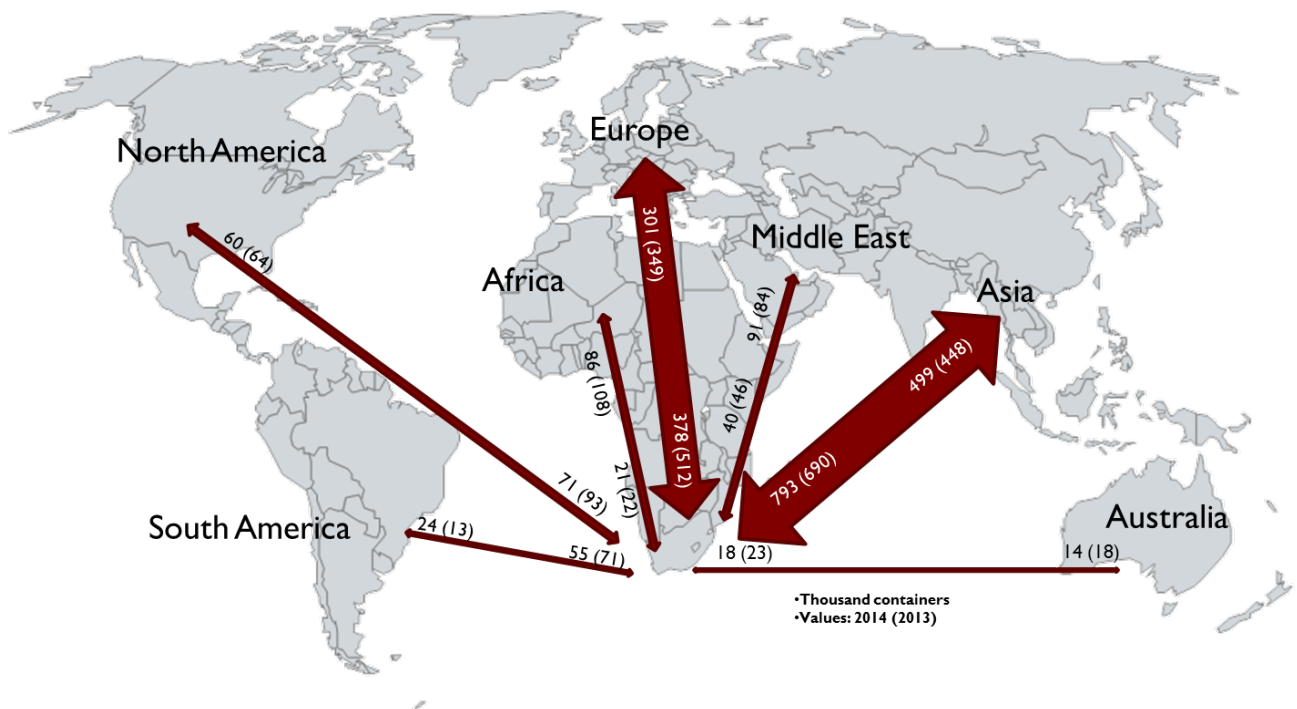 Europe
North America
301 (349)
Middle East
60 (64)
Africa
Asia
91 (84)
499 (448)
86 (108)
40 (46)
378 (512)
793 (690)
21 (22)
71 (93)
South America
24 (13)
Australia
55 (71)
18 (23)
14 (18)
•Thousand containers
•Values: 2014 (2013)